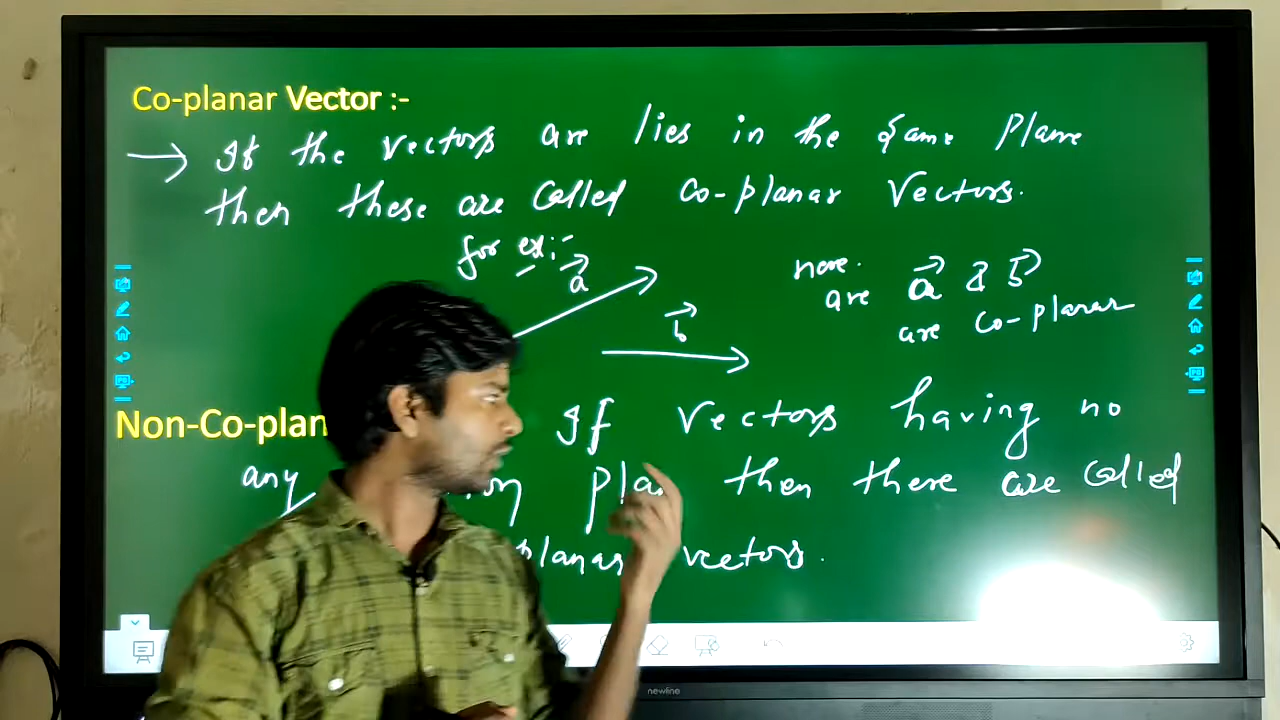 Co-planar Vector :-
→ If the vectors are lies in the same Plane
then these are Called Co-planar Vectors.
for ex:-
a
b
are a & b
are co-planar
Non-Co-plan
If Vectors having no
any plan then there are called
planar vectors.
newline